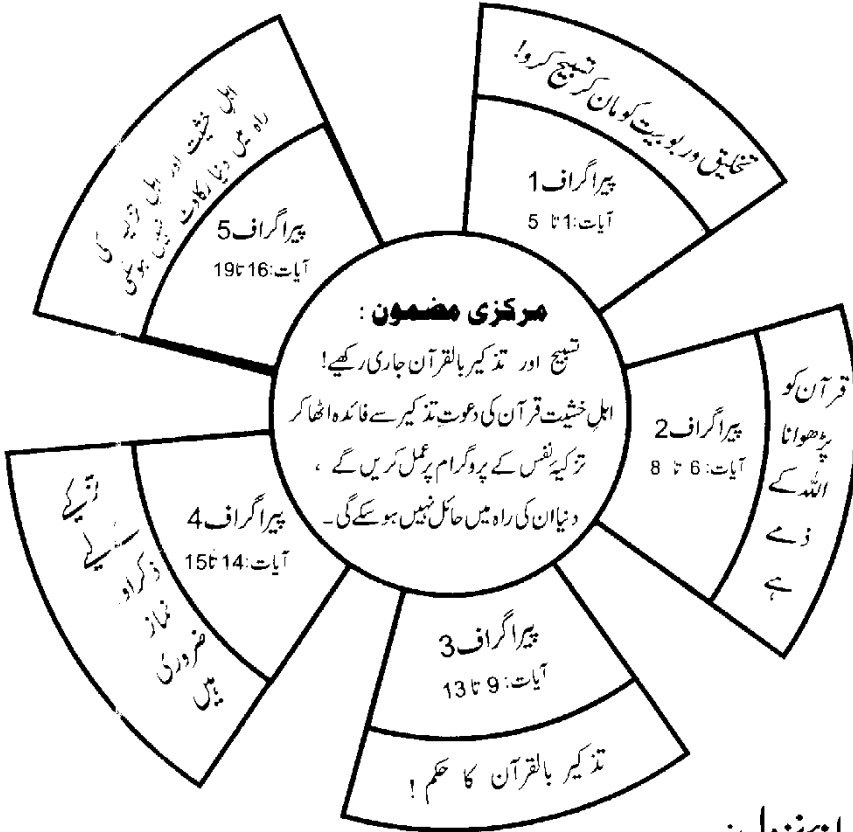 تخلیق و ربوبیت کو مان کر تسبیح کرو!
پیراگراف 1
آیات: 1 تا 5
قرآن کو
پڑھوانا
اللہ کے
ذمے
ہے
پیراگراف 2
آیات: 6 تا 8
پیراگراف 3
آیات: 9 تا 13
تذکیر بالقرآن کا حکم!
پیراگراف 4
آیات: 14 تا 15
تزکیے
کے لیے
ذکر اور
نماز
ضروری
ہیں
پیراگراف 5
آیات: 16 تا 19
اہلِ خشیت اور اہلِ تزکیہ کی
راہ میں دنیا رکاوٹ نہیں ہو سکتی
مرکزی مضمون :
تسبیح اور تذکیر بالقرآن جاری رکھیے!
اہلِ خشیت قرآن کی دعوتِ تذکیر سے فائدہ اٹھا کر
تزکیۂ نفس کے پروگرام پر عمل کریں گے ،
دنیا ان کی راہ میں حائل نہیں ہو سکے گی۔